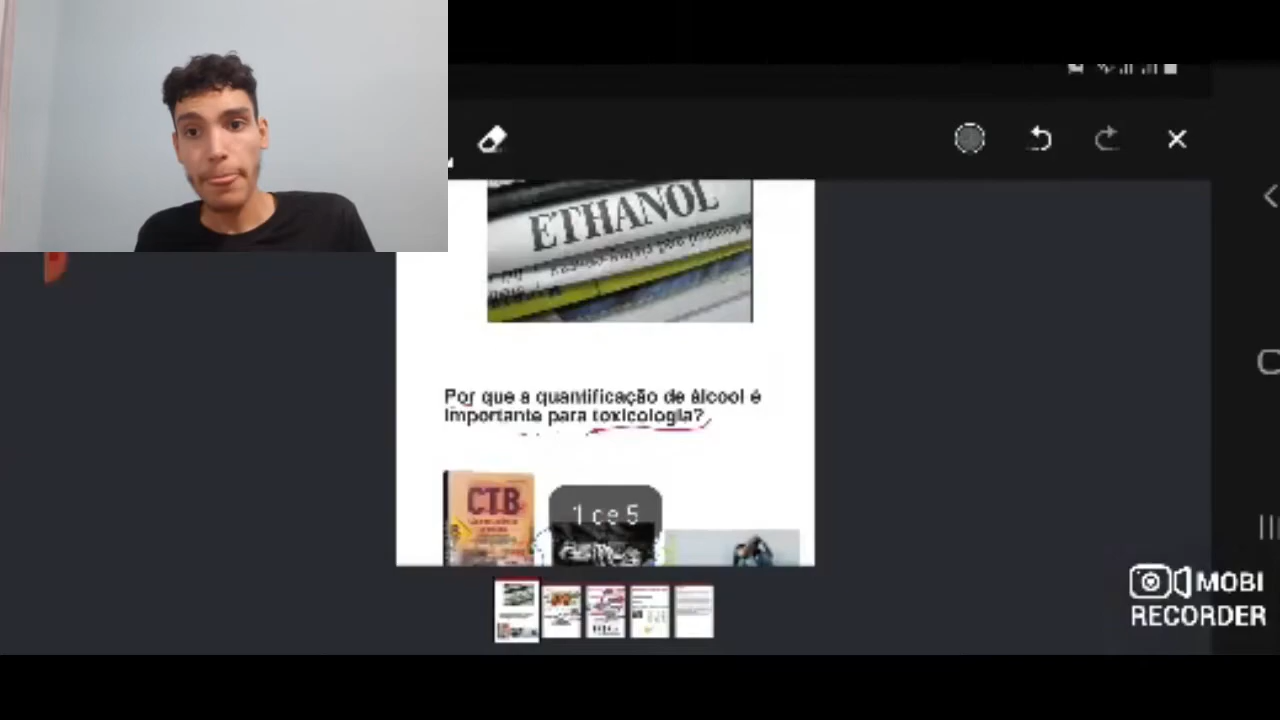 ETHANOL
Por que a quantificação de álcool é
importante para toxicologia?
CTB
1 de 5
MOBI
RECORDER